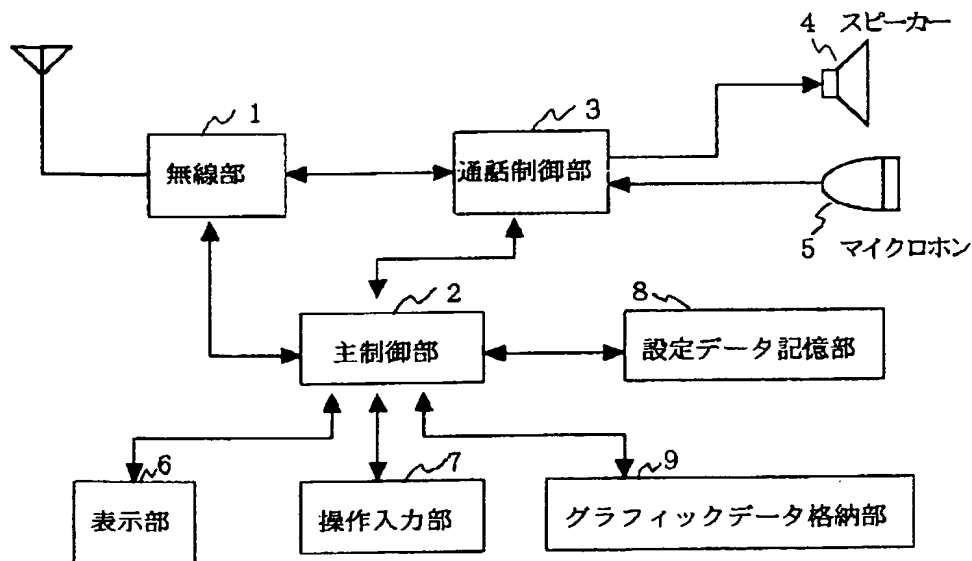 4 スピーカー
1
3
無線部
通話制御部
5 マイクロホン
2
8
主制御部
設定データ記憶部
6
7
9
表示部
操作入力部
グラフィックデータ格納部